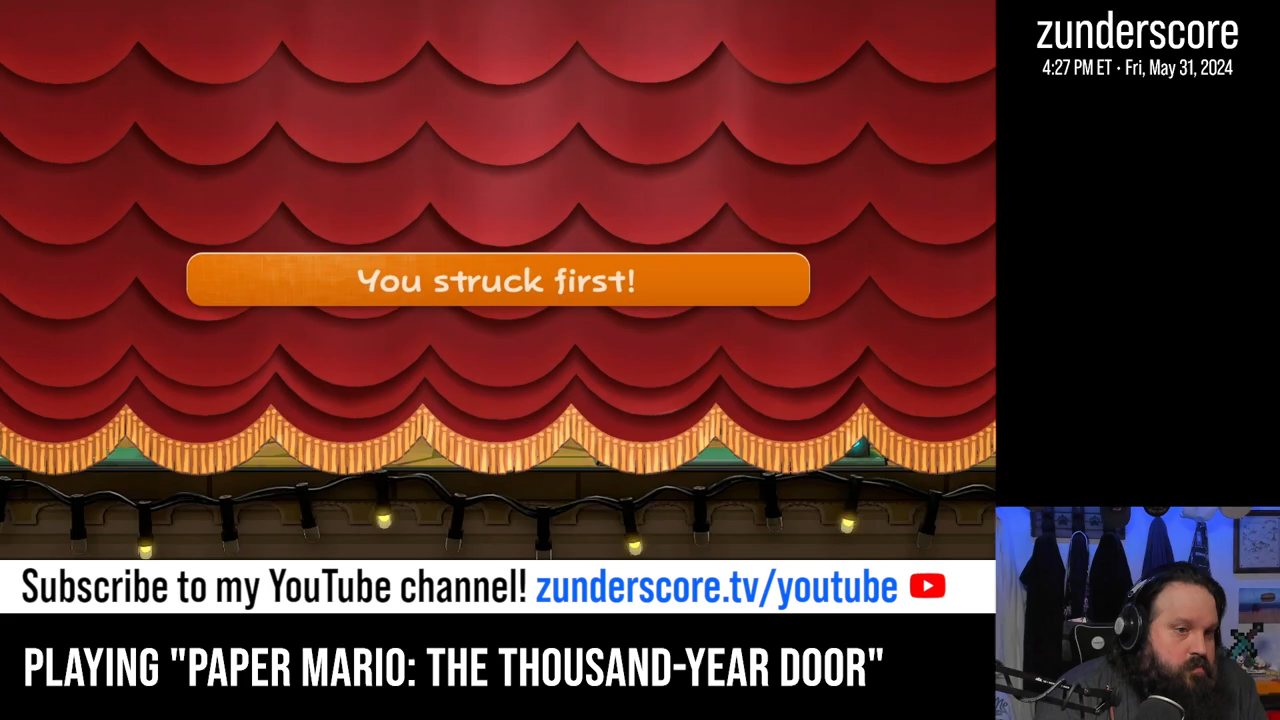 zunderscore
4:27 PM ET · Fri, May 31, 2024
You struck first!
Subscribe to my YouTube channel! zunderscore.tv/youtube
PLAYING "PAPER MARIO: THE THOUSAND-YEAR DOOR"